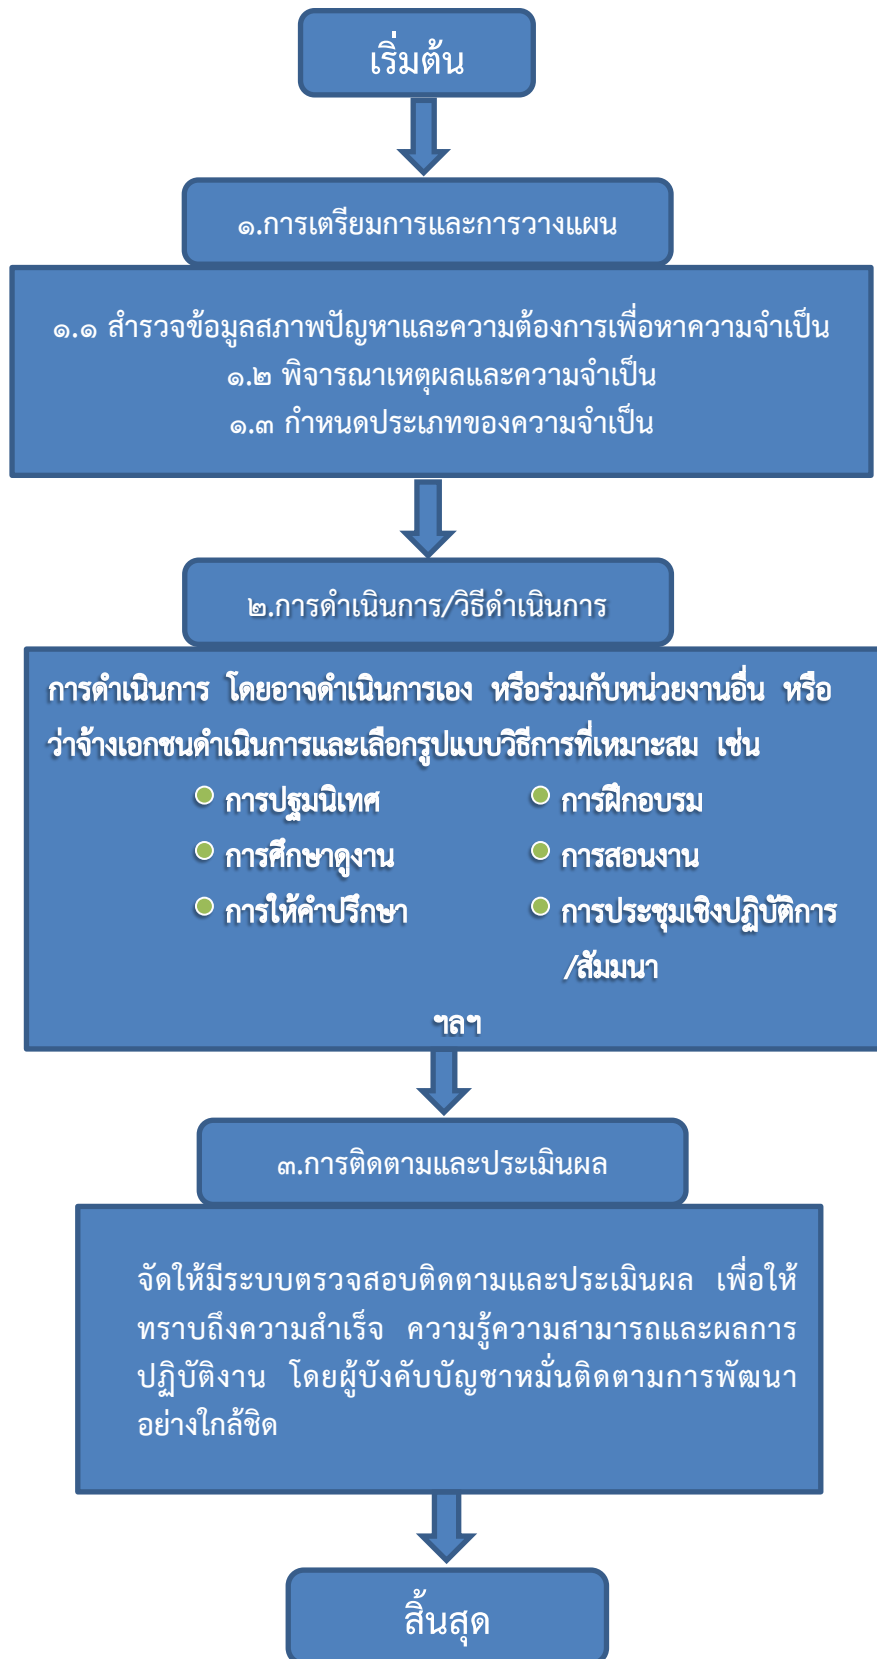 เริ่มต้น
๑.การเตรียมการและการวางแผน
๑.๑ สำรวจข้อมูลสภาพปัญหาและความต้องการเพื่อหาความจำเป็น
๑.๒ พิจารณาเหตุผลและความจำเป็น
๑.๓ กำหนดประเภทของความจำเป็น
๒.การดำเนินการ/วิธีดำเนินการ
การดำเนินการ โดยอาจดำเนินการเอง หรือร่วมกับหน่วยงานอื่น หรือ
ว่าจ้างเอกชนดำเนินการและเลือกรูปแบบวิธีการที่เหมาะสม เช่น
การปฐมนิเทศ การฝึกอบรม
การศึกษาดูงาน การสอนงาน
การให้คำปรึกษา การประชุมเชิงปฏิบัติการ
/สัมมนา
ฯลฯ
๓.การติดตามและประเมินผล
จัดให้มีระบบตรวจสอบติดตามและประเมินผล เพื่อให้
ทราบถึงความสำเร็จ ความรู้ความสามารถและผลการ
ปฏิบัติงาน โดยผู้บังคับบัญชาหมั่นติดตามการพัฒนา
อย่างใกล้ชิด
สิ้นสุด